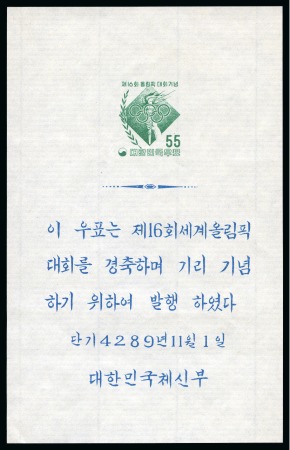 제16회 올림픽 대회기념
55
대한민국우표
이 우표는 제16회세계올림픽
대회를 경축하며 기리 기념
하기 위하여 발행 하였다
단기4289년11월1일
대한민국체신부